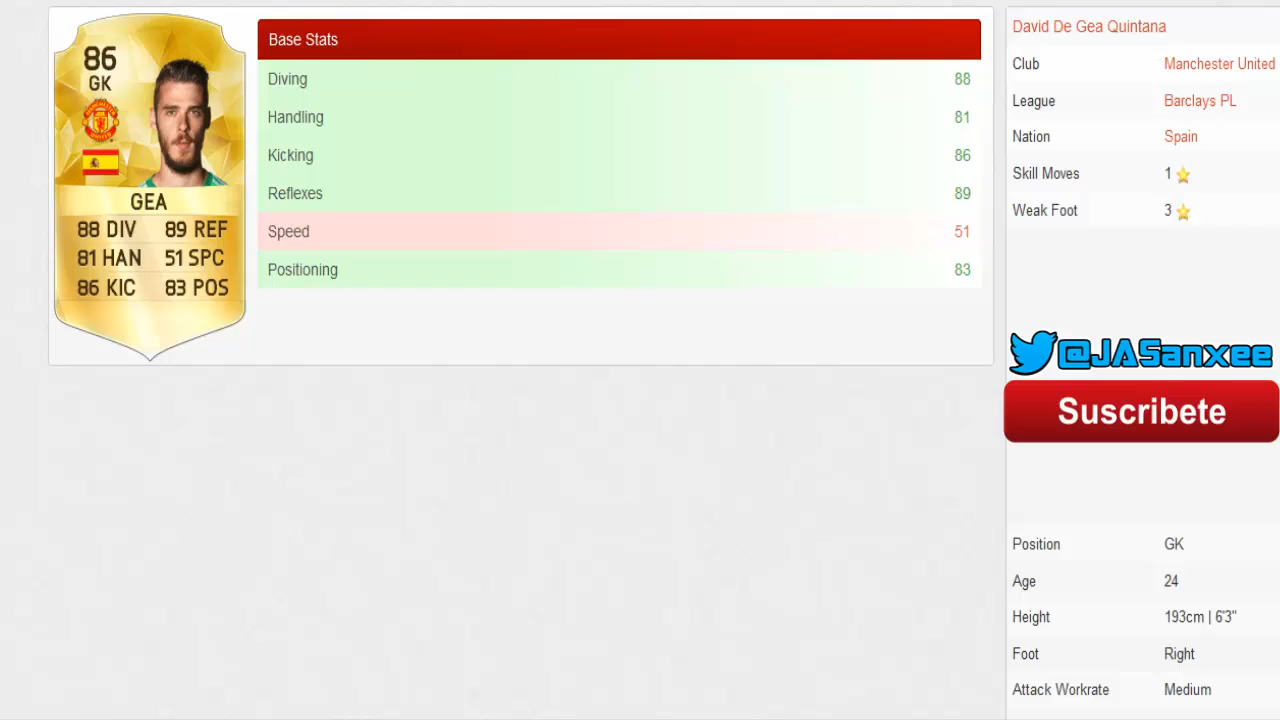 86
GK
GEA
88 DIV 89 REF
81 HAN 51 SPC
86 KIC 83 POS
Base Stats
Diving 88
Handling 81
Kicking 86
Reflexes 89
Speed 51
Positioning 83
David De Gea Quintana
Club Manchester United
League Barclays PL
Nation Spain
Skill Moves 1
Weak Foot 3
@JASanxee
Suscribete
Position GK
Age 24
Height 193cm | 6'3"
Foot Right
Attack Workrate Medium